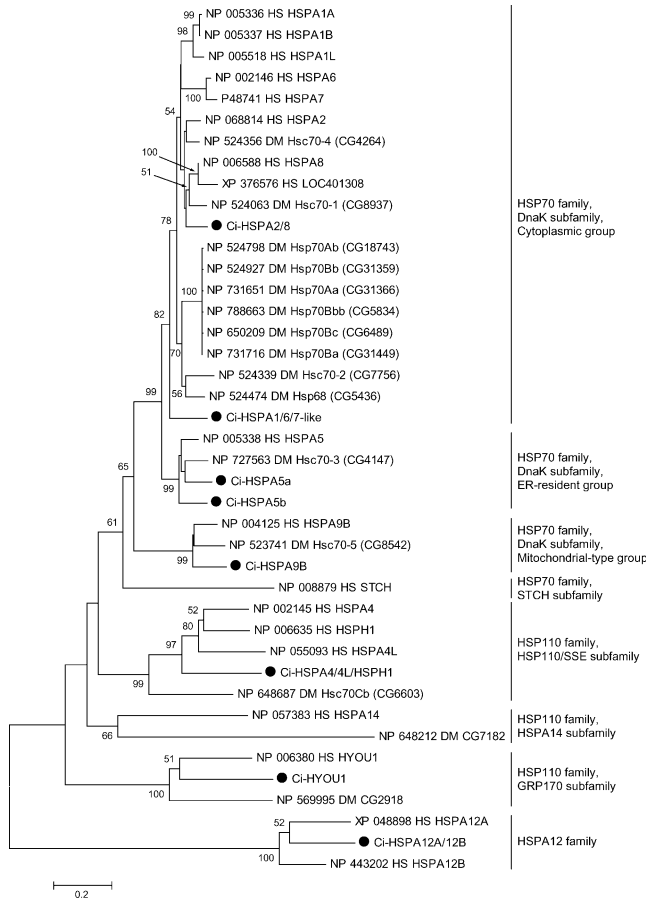 99
NP 005336 HS HSPA1A
98
NP 005337 HS HSPA1B
NP 005518 HS HSPA1L
NP 002146 HS HSPA6
100
P48741 HS HSPA7
54
NP 068814 HS HSPA2
NP 524356 DM Hsc70-4 (CG4264)
100
NP 006588 HS HSPA8
51
XP 376576 HS LOC401308
NP 524063 DM Hsc70-1 (CG8937)
78
Ci-HSPA2/8
HSP70 family,
DnaK subfamily,
Cytoplasmic group
NP 524798 DM Hsp70Ab (CG18743)
NP 524927 DM Hsp70Bb (CG31359)
100
NP 731651 DM Hsp70Aa (CG31366)
NP 788663 DM Hsp70Bbb (CG5834)
82
NP 650209 DM Hsp70Bc (CG6489)
70
NP 731716 DM Hsp70Ba (CG31449)
NP 524339 DM Hsc70-2 (CG7756)
99
56
NP 524474 DM Hsp68 (CG5436)
Ci-HSPA1/6/7-like
NP 005338 HS HSPA5
NP 727563 DM Hsc70-3 (CG4147)
65
Ci-HSPA5a
99
Ci-HSPA5b
HSP70 family,
DnaK subfamily,
ER-resident group
61
NP 004125 HS HSPA9B
NP 523741 DM Hsc70-5 (CG8542)
99
Ci-HSPA9B
HSP70 family,
DnaK subfamily,
Mitochondrial-type group
NP 008879 HS STCH
HSP70 family,
STCH subfamily
52
NP 002145 HS HSPA4
80
NP 006635 HS HSPH1
97
NP 055093 HS HSPA4L
Ci-HSPA4/4L/HSPH1
99
NP 648687 DM Hsc70Cb (CG6603)
HSP110 family,
HSP110/SSE subfamily
NP 057383 HS HSPA14
66
NP 648212 DM CG7182
HSP110 family,
HSPA14 subfamily
51
NP 006380 HS HYOU1
Ci-HYOU1
100
NP 569995 DM CG2918
HSP110 family,
GRP170 subfamily
52
XP 048898 HS HSPA12A
Ci-HSPA12A/12B
100
NP 443202 HS HSPA12B
HSPA12 family
0.2